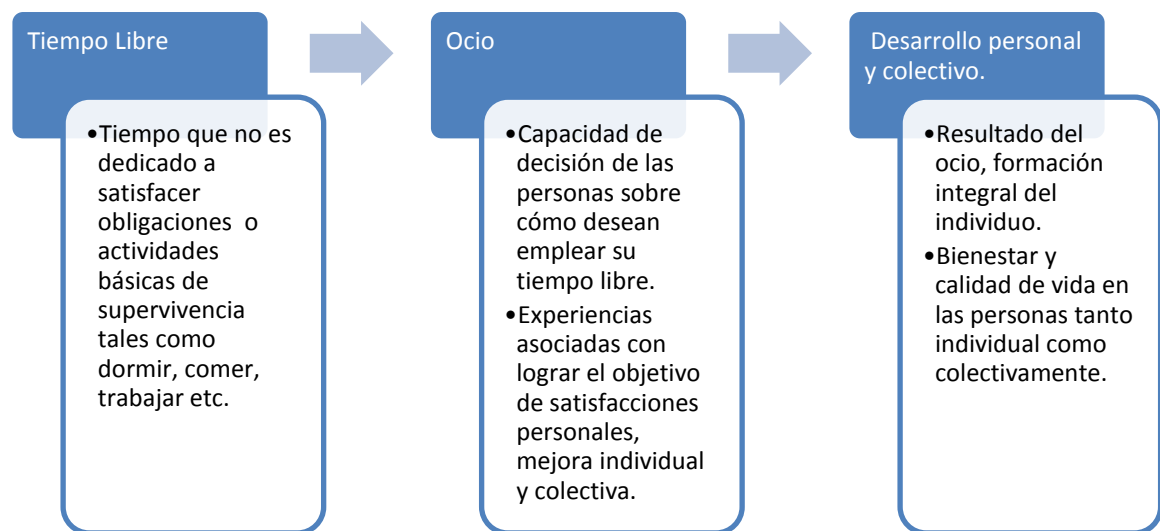 Tiempo Libre
•Tiempo que no es
dedicado a
satisfacer
obligaciones o
actividades
básicas de
supervivencia
tales como
dormir, comer,
trabajar etc.
Ocio
•Capacidad de
decisión de las
personas sobre
cómo desean
emplear su
tiempo libre.
•Experiencias
asociadas con
lograr el objetivo
de satisfacciones
personales,
mejora individual
y colectiva.
Desarrollo personal
y colectivo.
•Resultado del
ocio, formación
integral del
individuo.
•Bienestar y
calidad de vida en
las personas tanto
individual como
colectivamente.